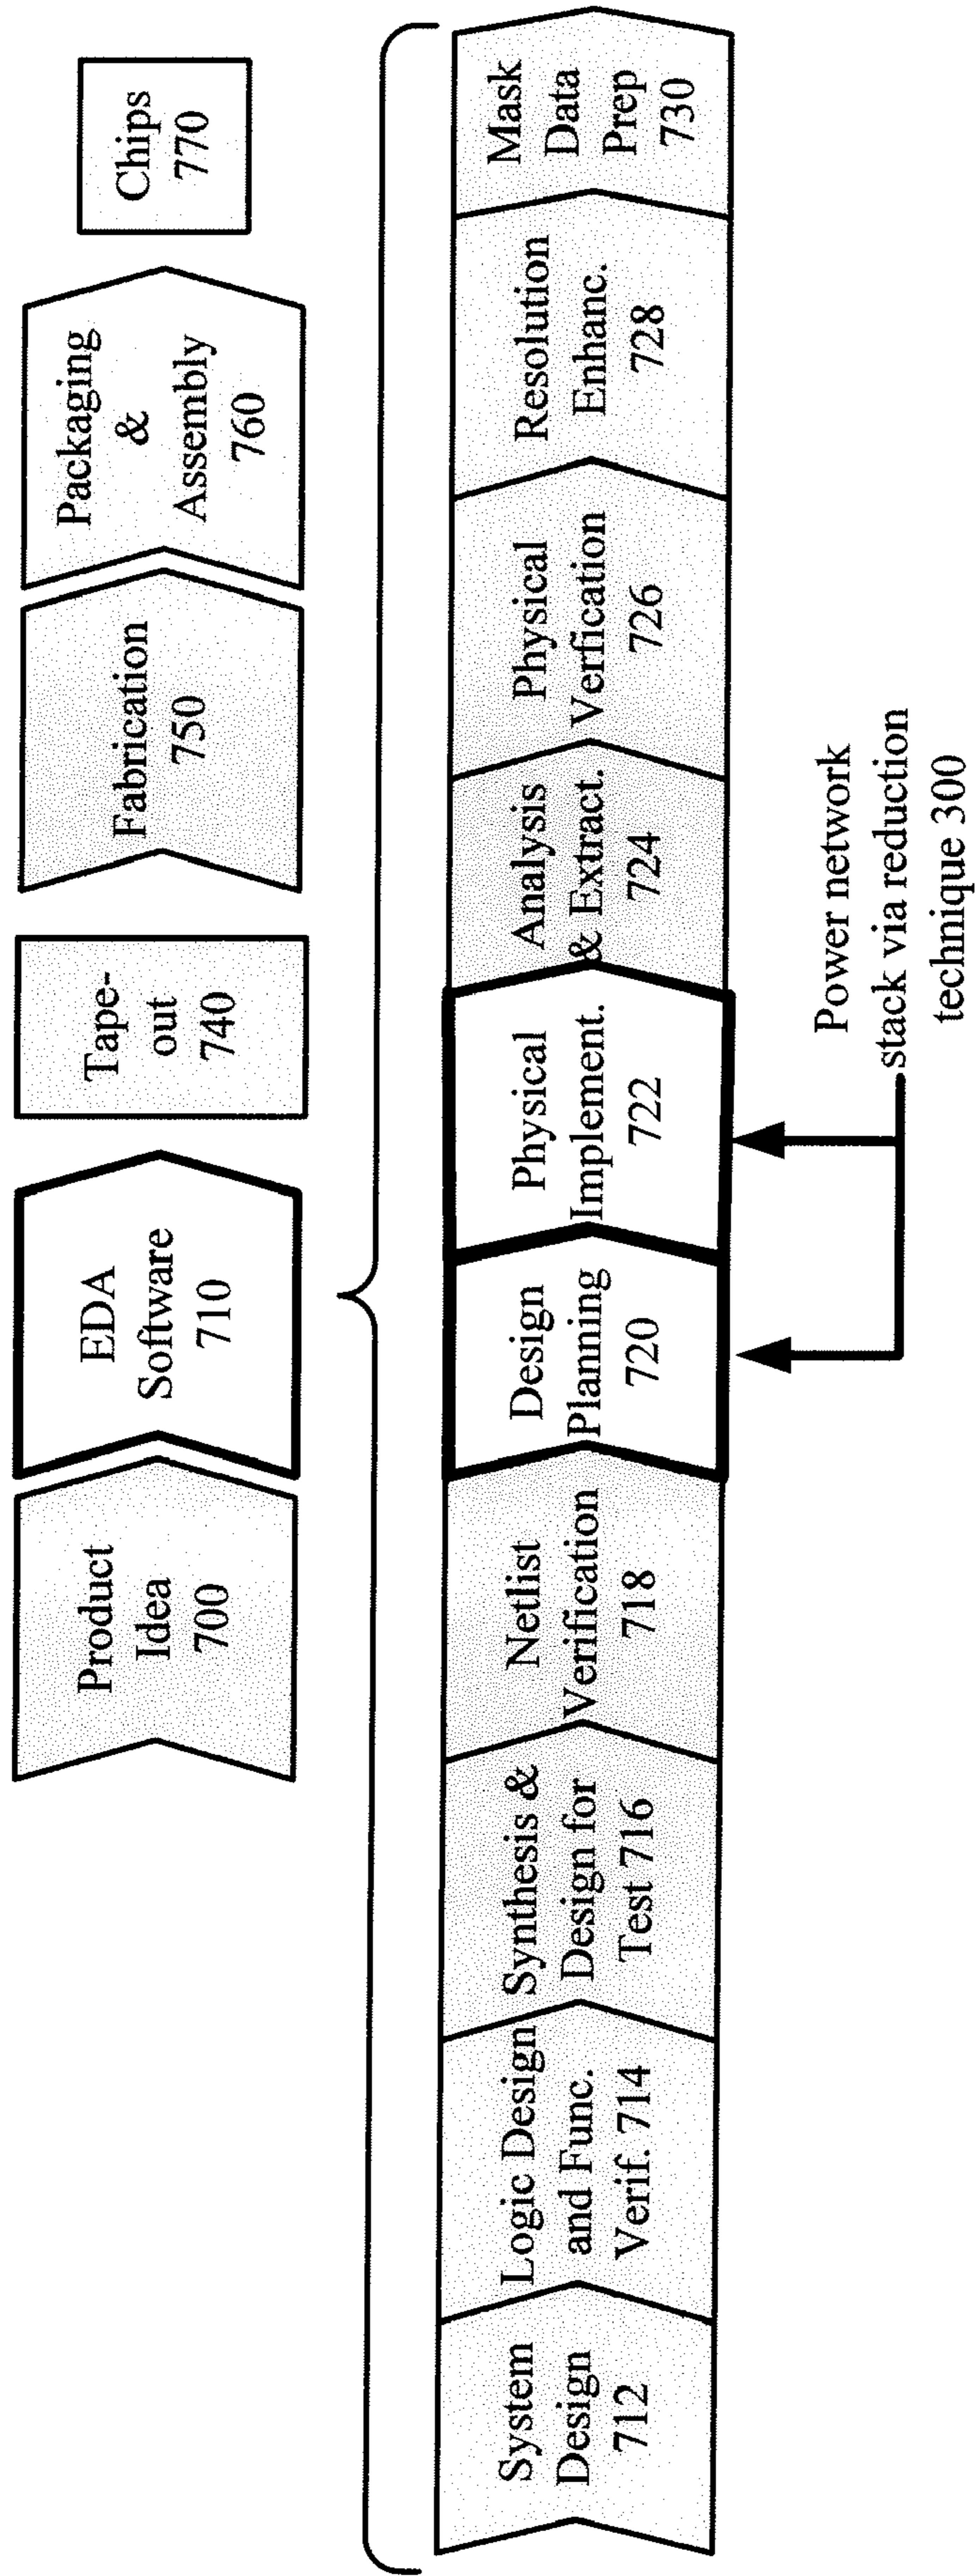 Product
Idea
700
EDA
Software
710
Tape-
out
740
Fabrication
750
Packaging
&
Assembly
760
Chips
770
System
Design
712
Logic Design
and Func.
Verif. 714
Synthesis &
Design for
Test 716
Netlist
Verification
718
Design
Planning
720
Physical
Implement.
722
Analysis
& Extract.
724
Physical
Verfication
726
Resolution
Enhanc.
728
Mask
Data
Prep
730
Power network
stack via reduction
technique 300